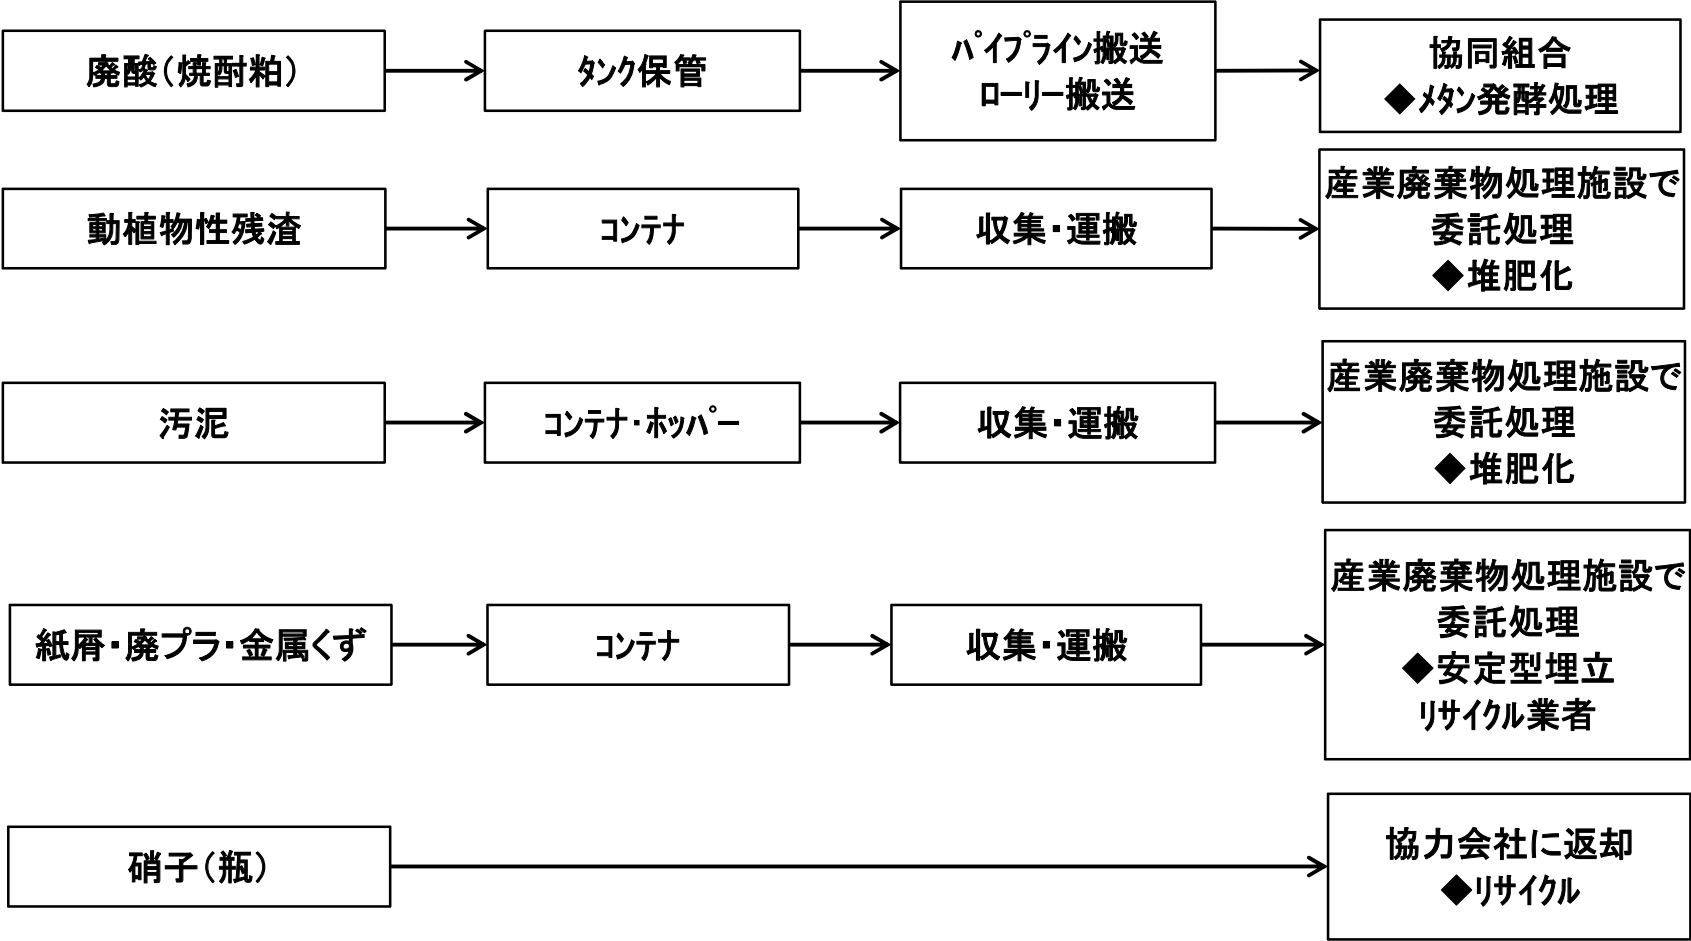 廃酸（焼酎粕）
ﾀﾝｸ保管
ﾊﾟｲﾌﾟﾗｲﾝ搬送
ﾛｰﾘｰ搬送
協同組合
◆ﾒﾀﾝ発酵処理
動植物性残渣
ｺﾝﾃﾅ
収集・運搬
産業廃棄物処理施設で
委託処理
◆堆肥化
汚泥
ｺﾝﾃﾅ・ﾎｯﾊﾟｰ
収集・運搬
産業廃棄物処理施設で
委託処理
◆堆肥化
紙屑・廃プラ・金属くず
ｺﾝﾃﾅ
収集・運搬
産業廃棄物処理施設で
委託処理
◆安定型埋立
ﾘｻｲｸﾙ業者
硝子（瓶）
協力会社に返却
◆ﾘｻｲｸﾙ